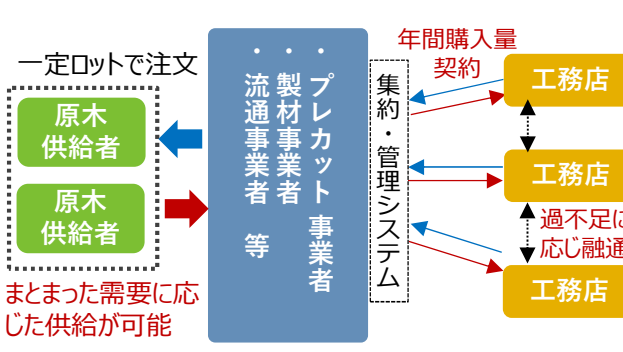 一定ロットで注文
原木
供給者
原木
供給者
まとまった需要に応
じた供給が可能
・プレカット事業者
・製材事業者
・流通事業者 等
集約・管理システム
年間購入量
契約
工務店
工務店
過不足に
応じ融通
工務店